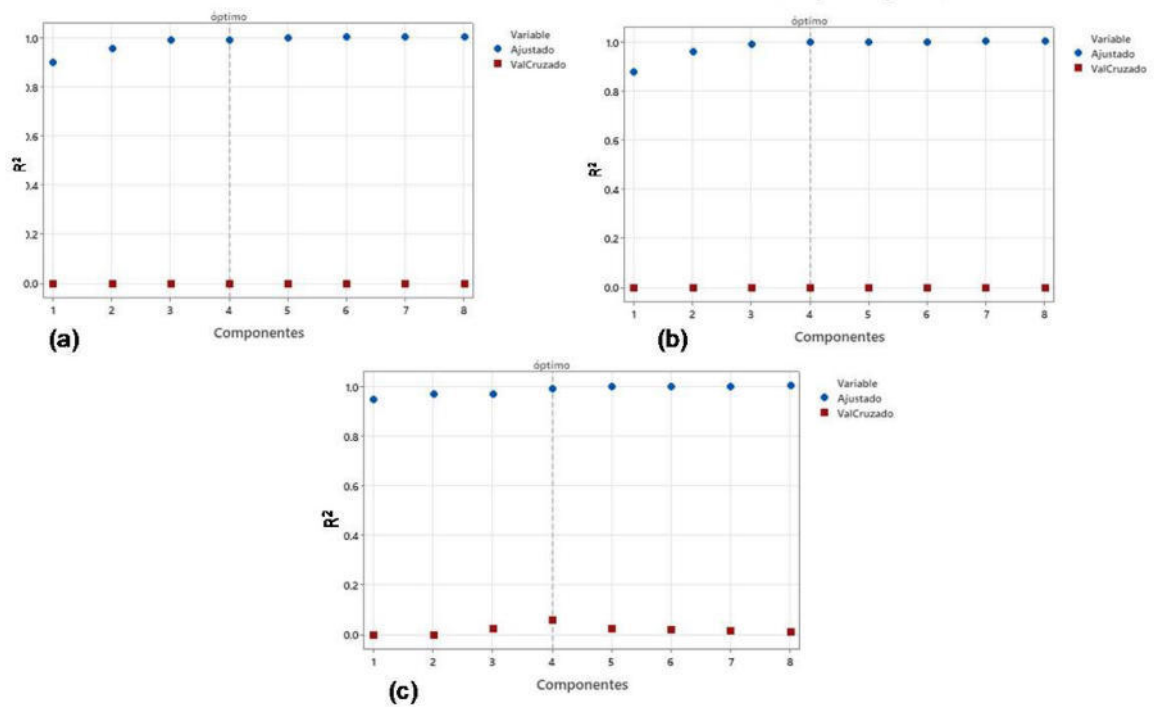 óptimo
Variable
Ajustado
ValCruzado
1.0
0.8
0.6
0.4
0.2
0.0
R²
1 2 3 4 5 6 7 8
Componentes
(a)
óptimo
Variable
Ajustado
ValCruzado
1.0
0.8
0.6
0.4
0.2
0.0
R²
1 2 3 4 5 6 7 8
Componentes
(b)
óptimo
Variable
Ajustado
ValCruzado
1.0
0.8
0.6
0.4
0.2
0.0
R²
1 2 3 4 5 6 7 8
Componentes
(c)